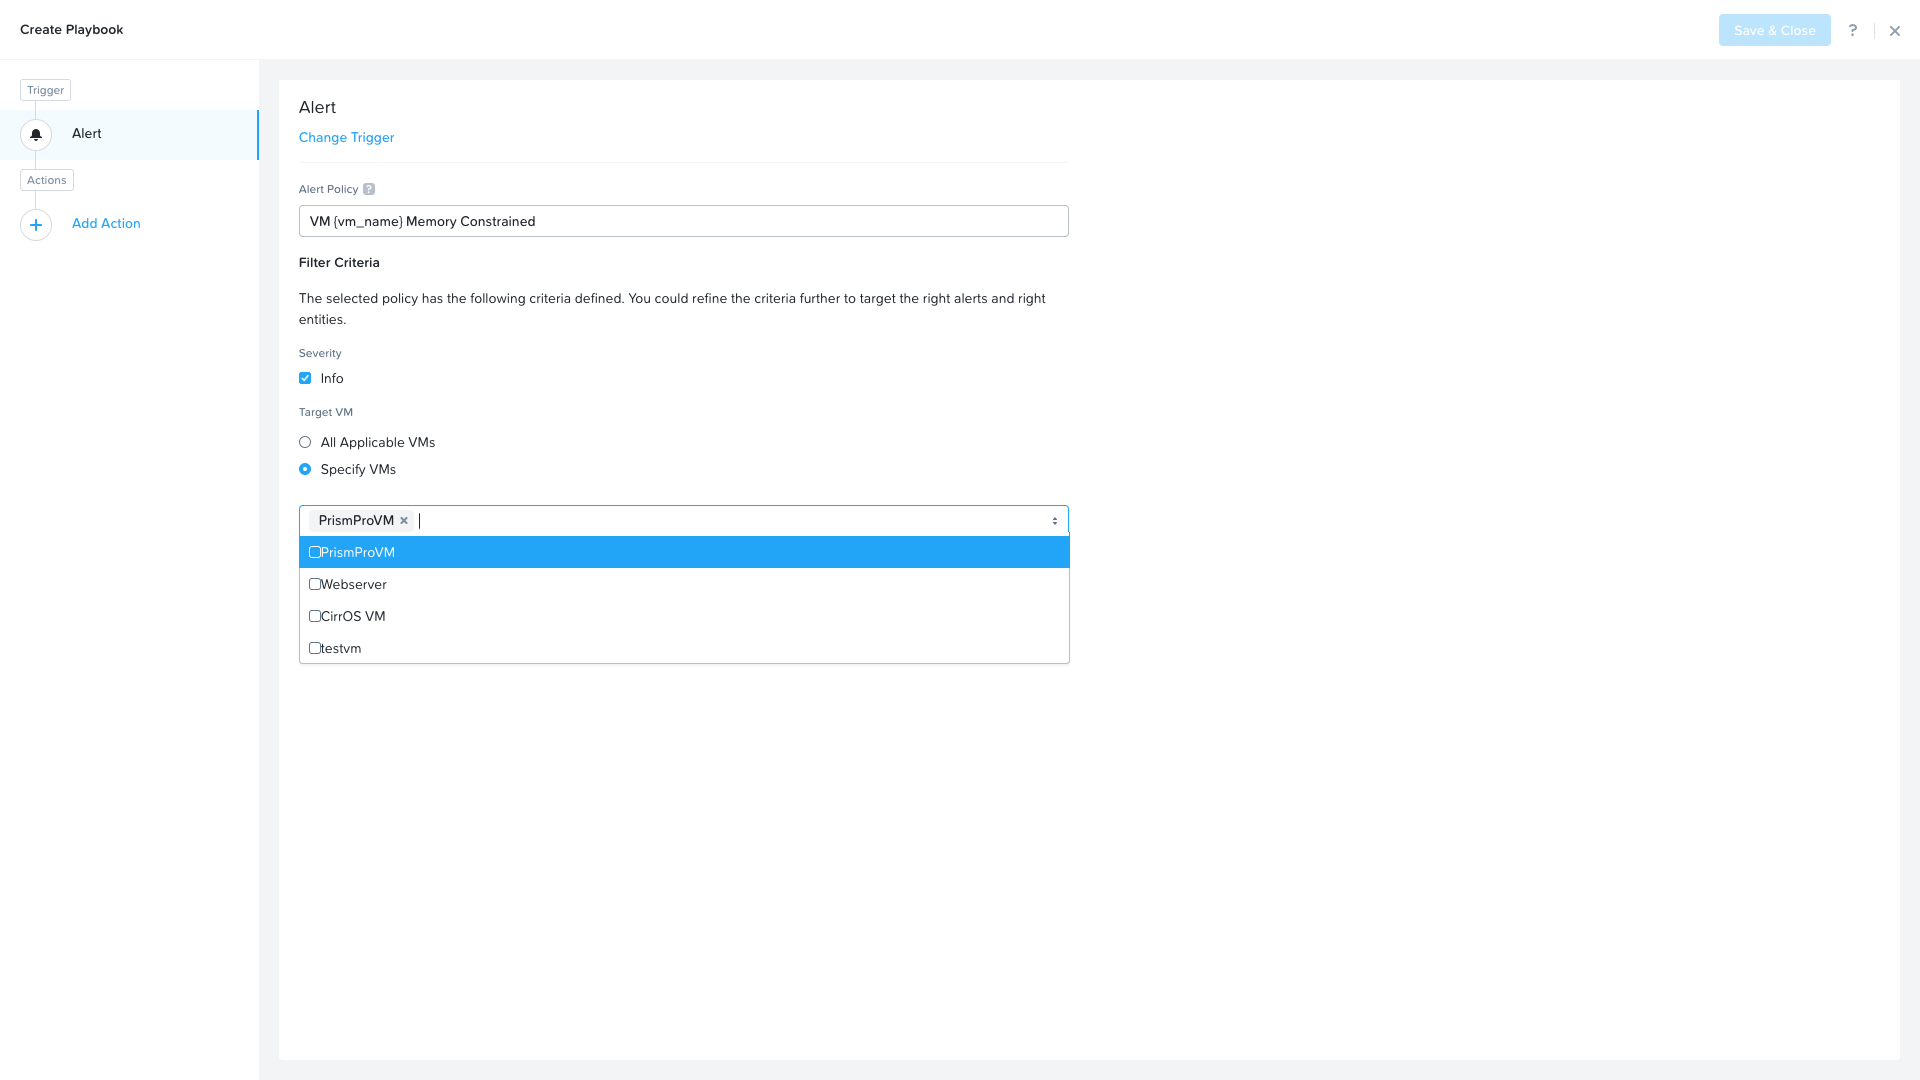 Create Playbook
Save & Close
?
Trigger
Alert
Actions
Add Action
Alert
Change Trigger
Alert Policy ?
VM {vm_name} Memory Constrained
Filter Criteria
The selected policy has the following criteria defined. You could refine the criteria further to target the right alerts and right
entities.
Severity
Info
Target VM
All Applicable VMs
Specify VMs
PrismProVM
PrismProVM
Webserver
CirrOS VM
testvm